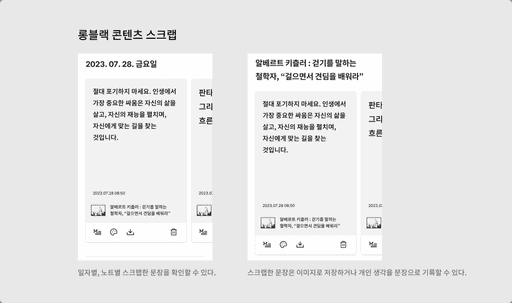 롱블랙 콘텐츠 스크랩
2023. 07. 28. 금요일
절대 포기하지 마세요. 인생에서
가장 중요한 싸움은 자신의 삶을
살고, 자신의 재능을 펼치며,
자신에게 맞는 길을 찾는
것입니다.
2023.07.28 08:50
알베르트 키츨러 : 걷기를 말하는
철학자, “걸으면서 견딤을 배워라”
판타
그리
흐른
2023.0
일자별, 노트별 스크랩한 문장을 확인할 수 있다.
알베르트 키츨러 : 걷기를 말하는
철학자, “걸으면서 견딤을 배워라”
절대 포기하지 마세요. 인생에서
가장 중요한 싸움은 자신의 삶을
살고, 자신의 재능을 펼치며,
자신에게 맞는 길을 찾는
것입니다.
2023.07.28 08:50
알베르트 키츨러 : 걷기를 말하는
철학자, “걸으면서 견딤을 배워라”
판타
그리
흐른
2023.0
스크랩한 문장은 이미지로 저장하거나 개인 생각을 문장으로 기록할 수 있다.